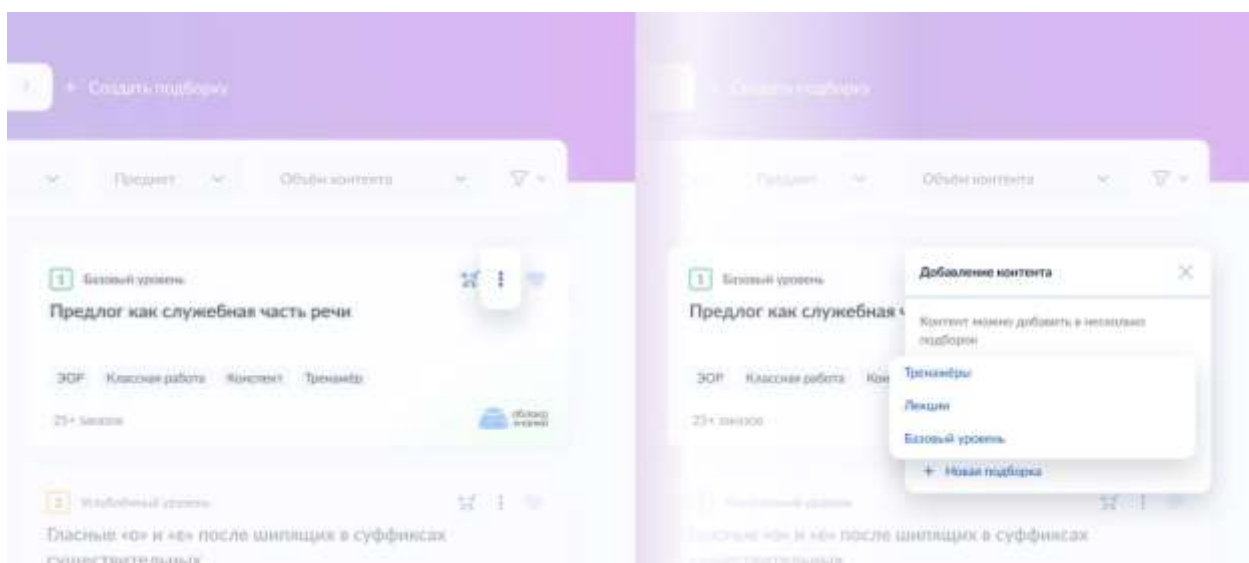 + Создать подборку
Предмет
Объём контента
1 Базовый уровень
Предлог как служебная часть речи
ЭОР Классная работа Конспект Тренажёр
25+ заказов
облако знаний
2 Углублённый уровень
Гласные «о» и «е» после шипящих в суффиксах
существительных
+ Создать подборку
Предмет
Объём контента
1 Базовый уровень
Предлог как служебная ч
ЭОР Классная работа Кон
25+ заказов
Добавление контента
Контент можно добавить в несколько
подборок
Тренажёры
Лекции
Базовый уровень
+ Новая подборка
Гласные «о» и «е» после шипящих в суффиксах
существительных